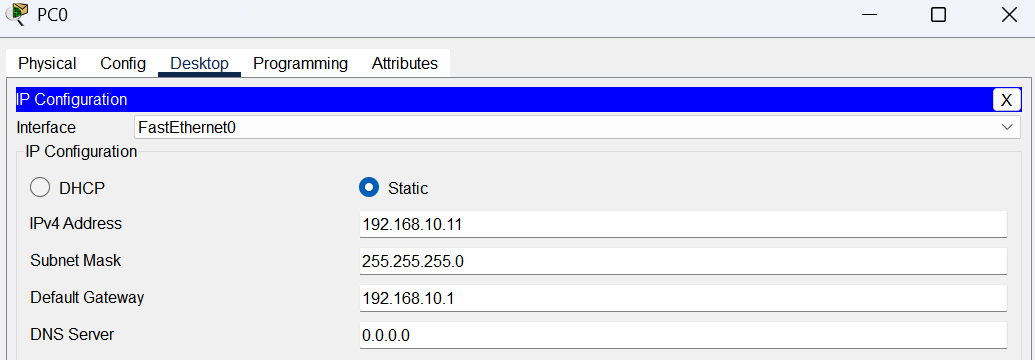 PC0
Physical Config Desktop Programming Attributes
IP Configuration X
Interface FastEthernet0
IP Configuration
DHCP Static
IPv4 Address 192.168.10.11
Subnet Mask 255.255.255.0
Default Gateway 192.168.10.1
DNS Server 0.0.0.0